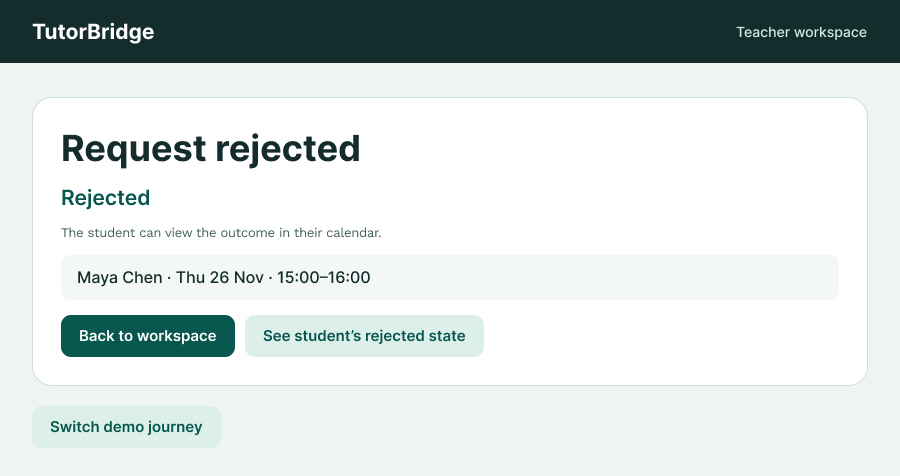 TutorBridge
Teacher workspace
Request rejected
Rejected
The student can view the outcome in their calendar.
Maya Chen · Thu 26 Nov · 15:00–16:00
Back to workspace
See student’s rejected state
Switch demo journey